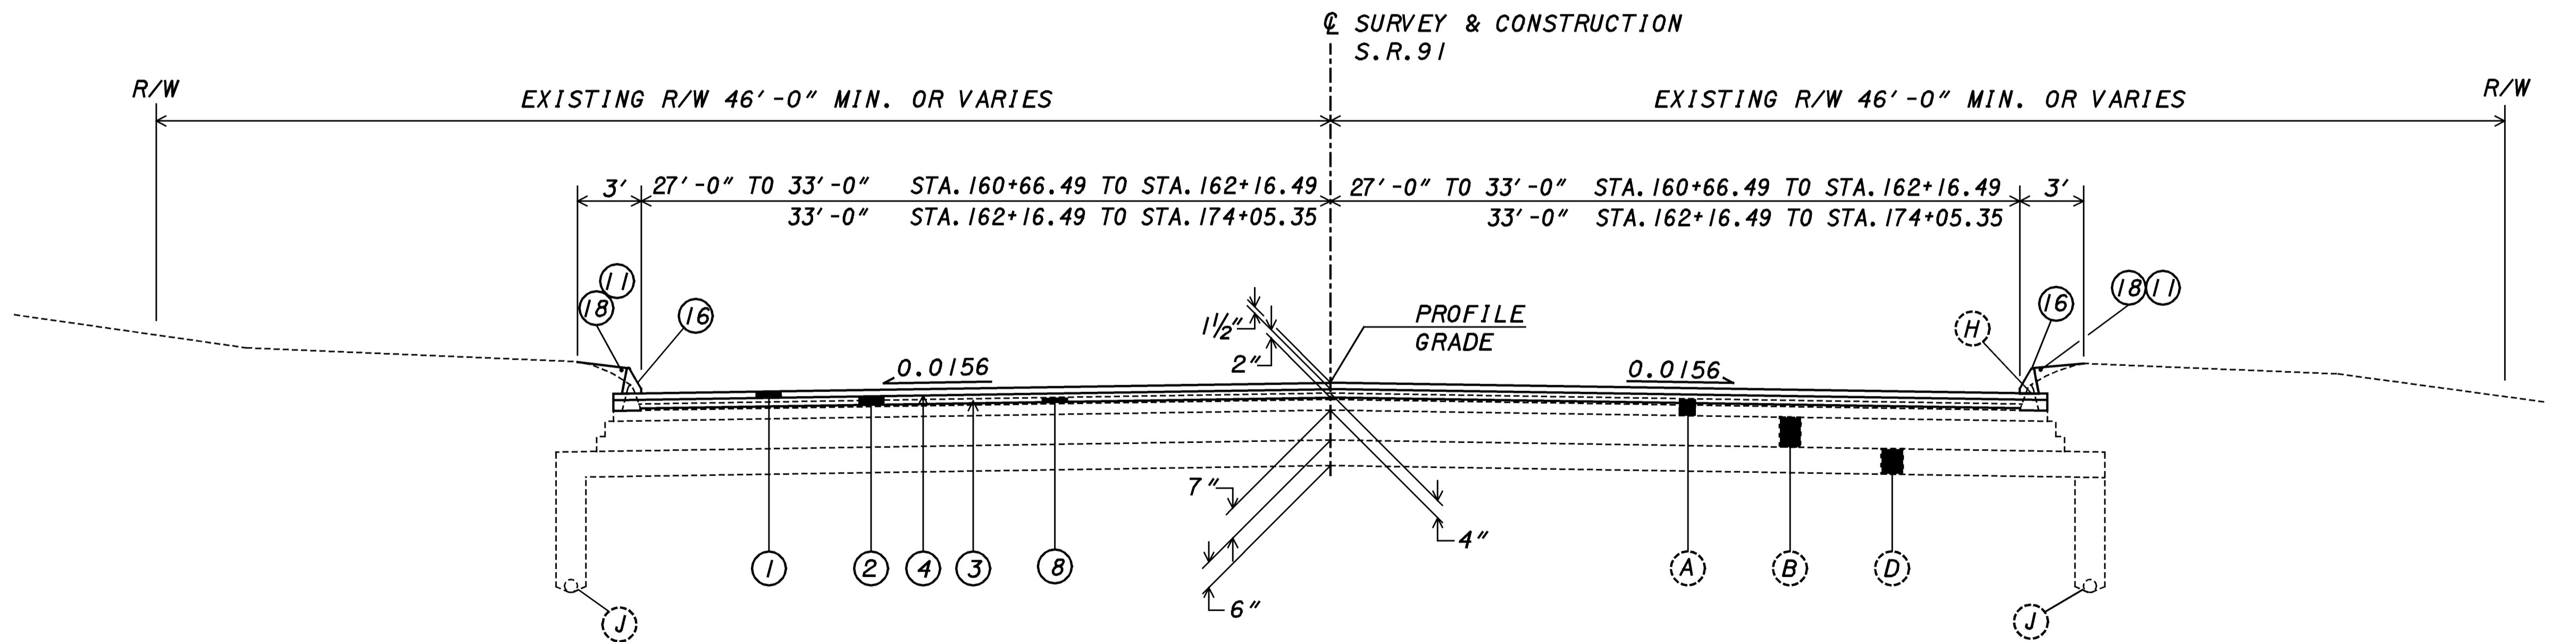 ℄ SURVEY & CONSTRUCTION
S.R.91
R/W
EXISTING R/W 46'-0" MIN. OR VARIES
EXISTING R/W 46'-0" MIN. OR VARIES
R/W
3'
27'-0" TO 33'-0" STA.160+66.49 TO STA.162+16.49
27'-0" TO 33'-0" STA.160+66.49 TO STA.162+16.49
3'
33'-0" STA.162+16.49 TO STA.174+05.35
33'-0" STA.162+16.49 TO STA.174+05.35
11
18
16
1½"
2"
PROFILE
GRADE
H
16
18
11
0.0156
0.0156
7"
4"
6"
1
2
4
3
8
A
B
D
J
J